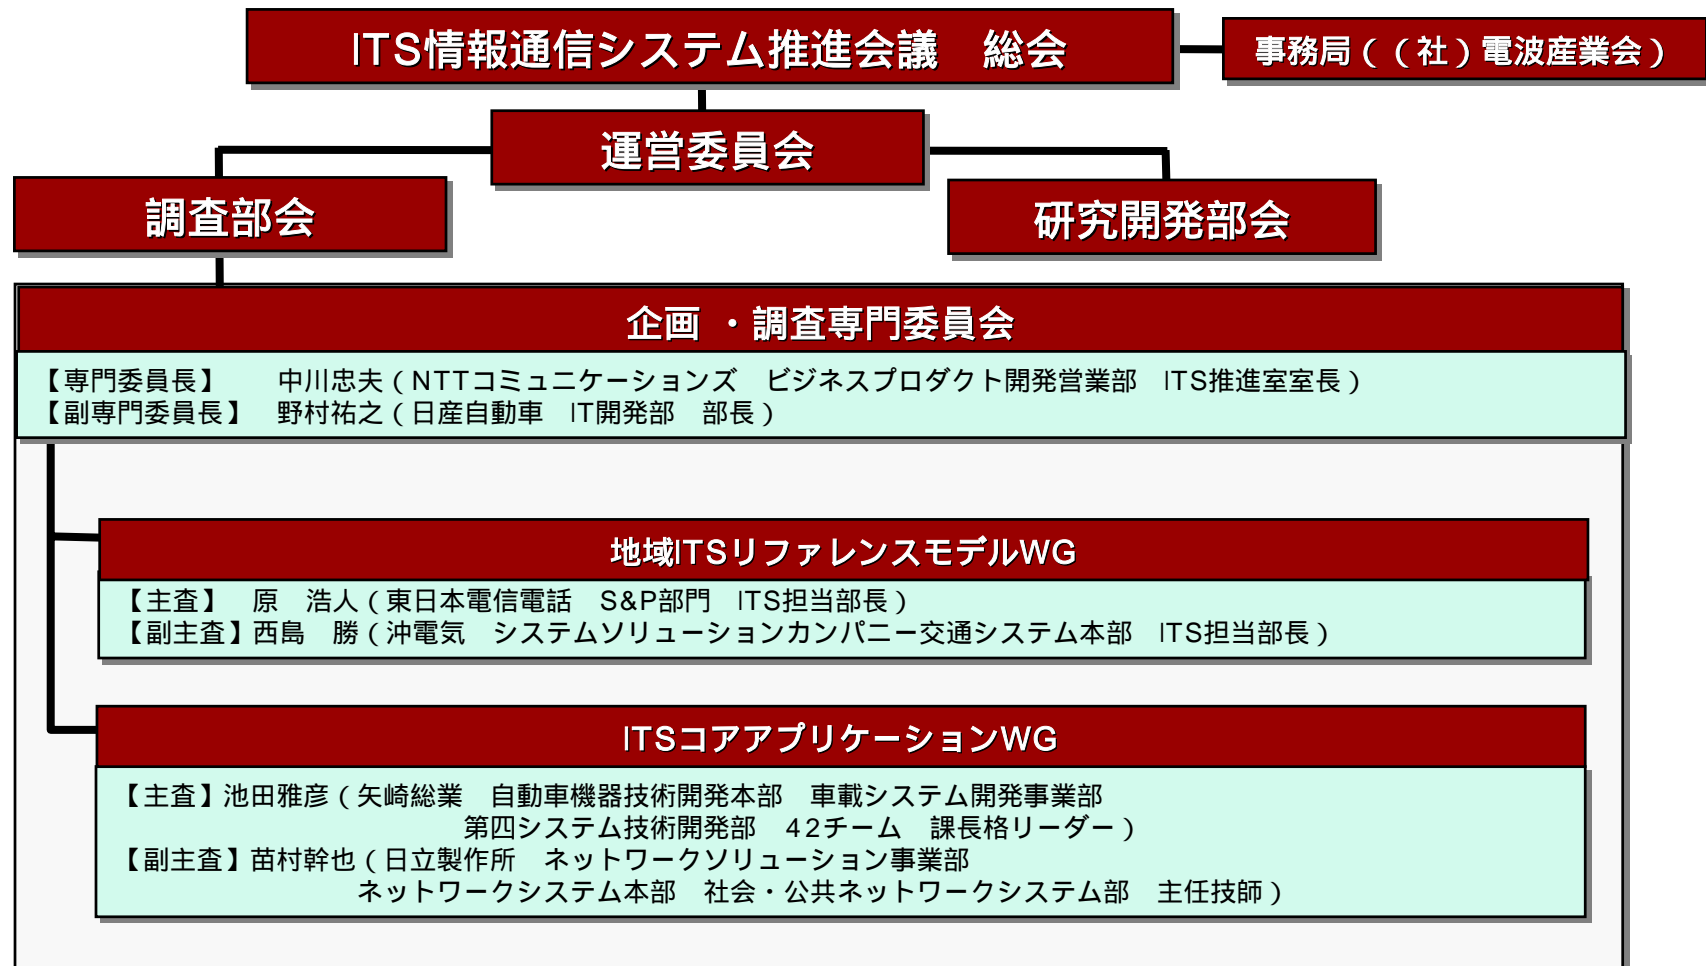 ITS情報通信システム推進会議　総会
事務局（（社）電波産業会）
運営委員会
調査部会
研究開発部会
企画 ・調査専門委員会
【専門委員長】　　中川忠夫（NTTコミュニケーションズ　ビジネスプロダクト開発営業部　ITS推進室室長）
【副専門委員長】　野村祐之（日産自動車　IT開発部　部長）
地域ITSリファレンスモデルWG
【主査】　原　浩人（東日本電信電話　S&P部門　ITS担当部長）
【副主査】西島　勝（沖電気　システムソリューションカンパニー交通システム本部　ITS担当部長）
ITSコアアプリケーションWG
【主査】池田雅彦（矢崎総業　自動車機器技術開発本部　車載システム開発事業部
第四システム技術開発部　42チーム　課長格リーダー）
【副主査】苗村幹也（日立製作所　ネットワークソリューション事業部
ネットワークシステム本部　社会・公共ネットワークシステム部　主任技師）